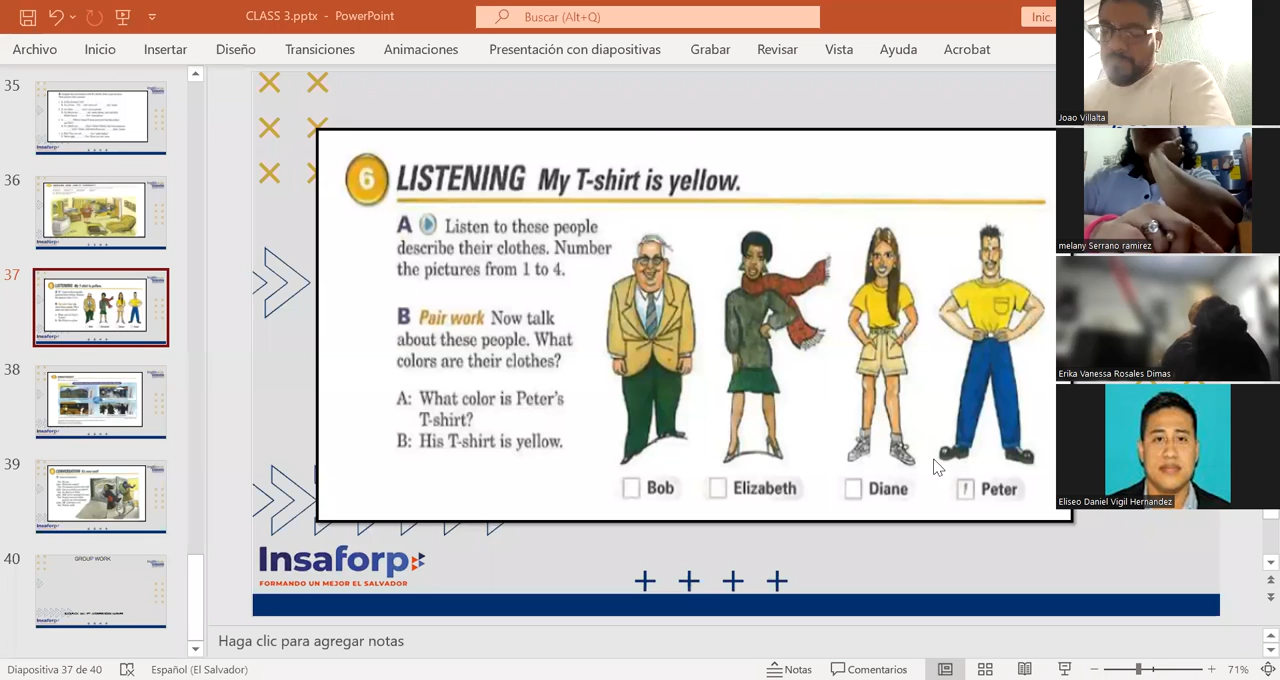 CLASS 3.pptx - PowerPoint
Buscar (Alt+Q)
Inic.
Archivo Inicio Insertar Diseño Transiciones Animaciones Presentación con diapositivas Grabar Revisar Vista Ayuda Acrobat
35
36
37
38
39
40
GROUP WORK
6 LISTENING My T-shirt is yellow.
A Listen to these people
describe their clothes. Number
the pictures from 1 to 4.
B Pair work Now talk
about these people. What
colors are their clothes?
A: What color is Peter's
T-shirt?
B: His T-shirt is yellow.
Bob
Elizabeth
Diane
1 Peter
Insaforp
FORMANDO UN MEJOR EL SALVADOR
Joao Villalta
melany Serrano ramirez
Erika Vanessa Rosales Dimas
Eliseo Daniel Vigil Hernandez
Haga clic para agregar notas
Diapositiva 37 de 40
Español (El Salvador)
Notas
Comentarios
71%